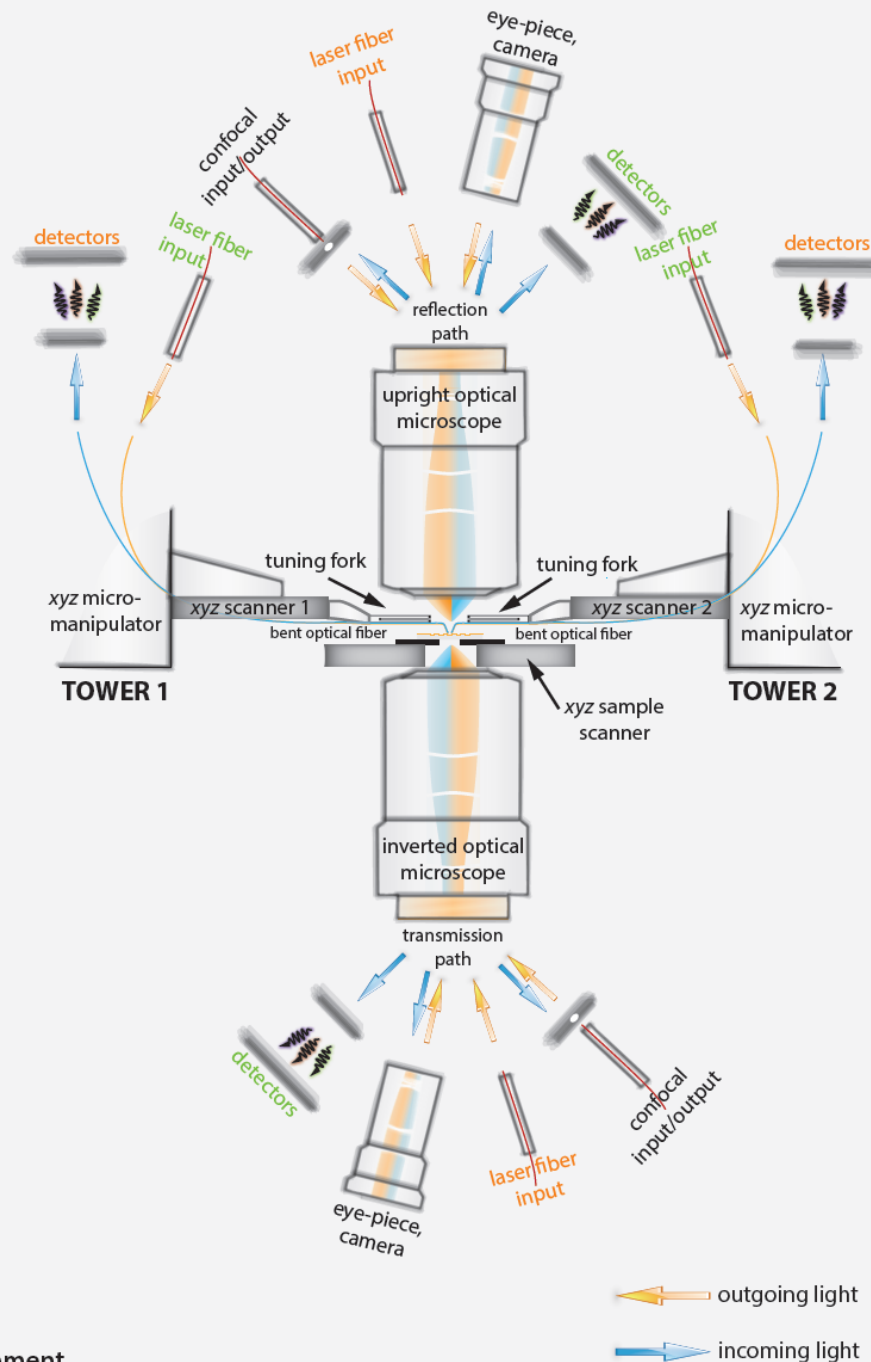 eye-piece,
camera
laser fiber
input
confocal
input/output
detectors
laser fiber
input
detectors
laser fiber
input
detectors
reflection
path
upright optical
microscope
tuning fork
tuning fork
xyz micro-
manipulator
xyz scanner 1
xyz scanner 2
xyz micro-
manipulator
bent optical fiber
bent optical fiber
TOWER 1
TOWER 2
xyz sample
scanner
inverted optical
microscope
transmission
path
detectors
eye-piece,
camera
laser fiber
input
confocal
input/output
outgoing light
incoming light